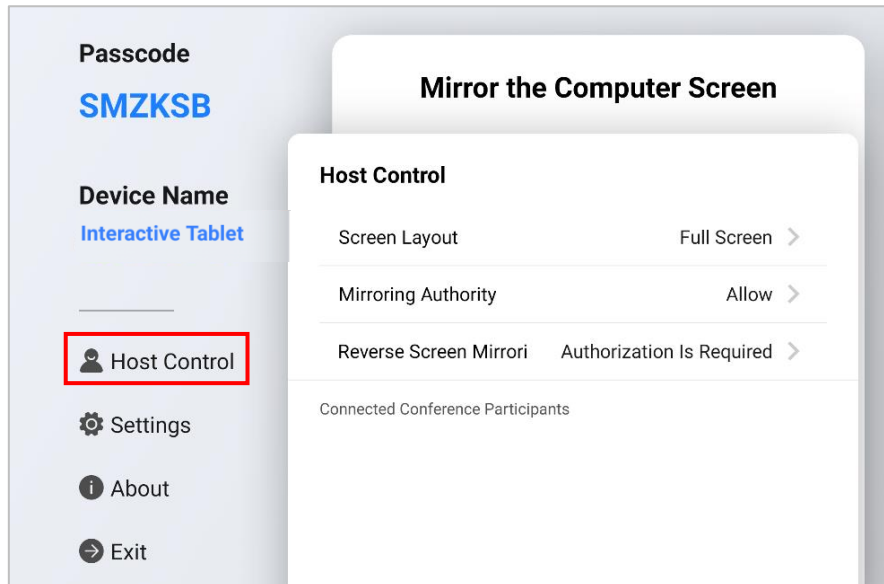 Passcode
SMZKSB
Device Name
Interactive Tablet
Host Control
Settings
About
Exit
Mirror the Computer Screen
Host Control
Screen Layout Full Screen
Mirroring Authority Allow
Reverse Screen Mirrori Authorization Is Required
Connected Conference Participants